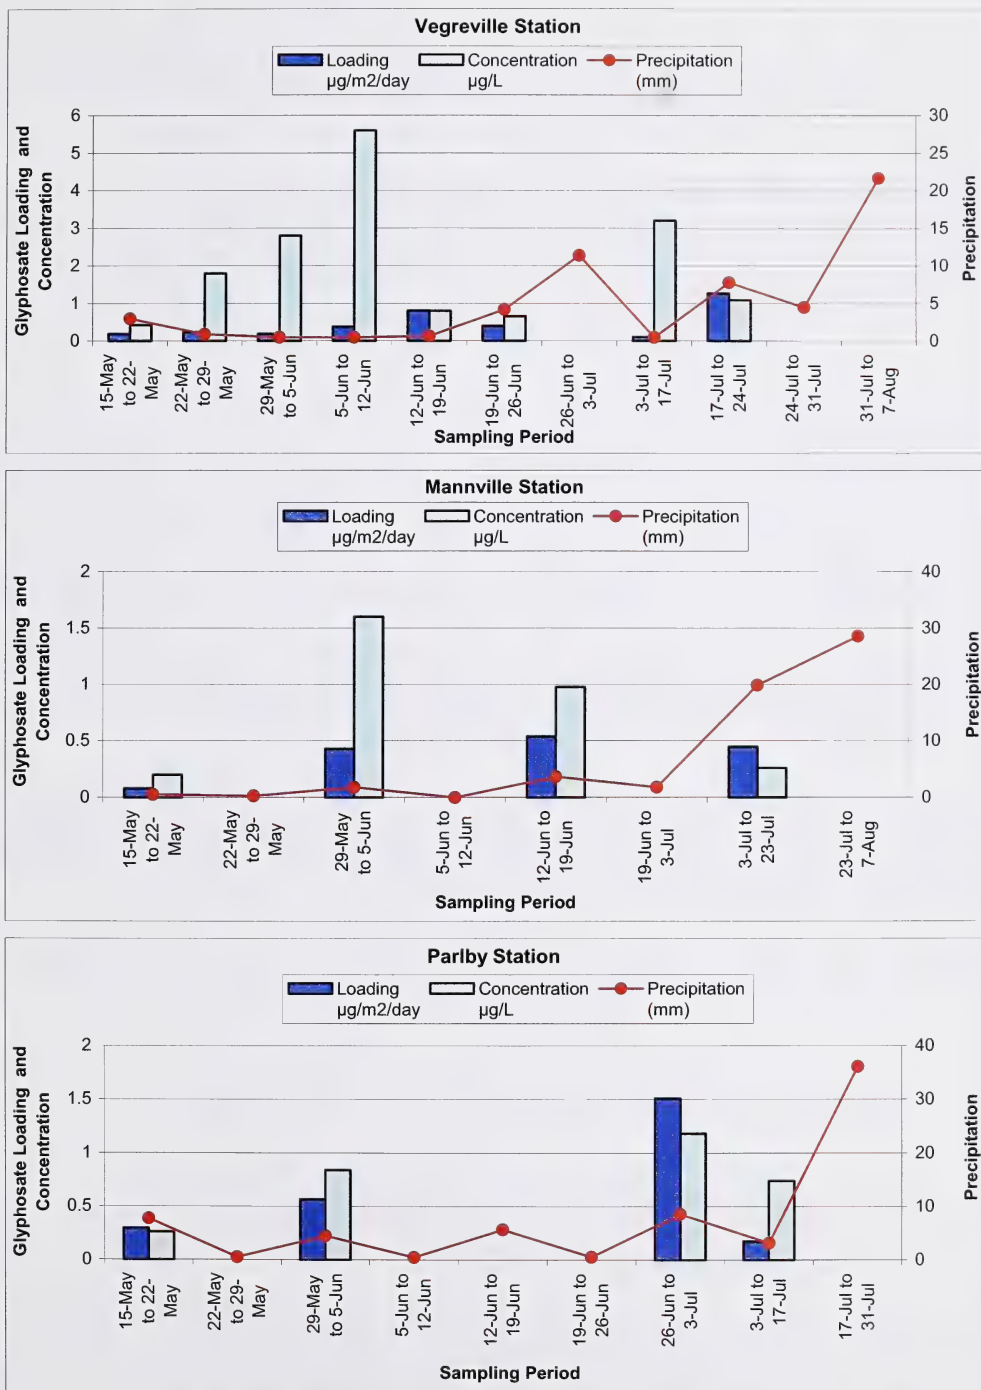 Vegreville Station
Loading Concentration Precipitation
µg/m2/day µg/L (mm)
Glyphosate Loading and
Concentration
6
5
4
3
2
1
0
30
25
20
15
10
5
0
Precipitation
15-May
to 22-
May
22-May
to 29-
May
29-May
to 5-Jun
5-Jun to
12-Jun
12-Jun to
19-Jun
19-Jun to
26-Jun
26-Jun to
3-Jul
3-Jul to
17-Jul
17-Jul to
24-Jul
24-Jul to
31-Jul
31-Jul to
7-Aug
Sampling Period
Mannville Station
Loading Concentration Precipitation
µg/m2/day µg/L (mm)
Glyphosate Loading and
Concentration
2
1.5
1
0.5
0
40
30
20
10
0
Precipitation
15-May
to 22-
May
22-May
to 29-
May
29-May
to 5-Jun
5-Jun to
12-Jun
12-Jun to
19-Jun
19-Jun to
3-Jul
3-Jul to
23-Jul
23-Jul to
7-Aug
Sampling Period
Parlby Station
Loading Concentration Precipitation
µg/m2/day µg/L (mm)
Glyphosate Loading and
Concentration
2
1.5
1
0.5
0
40
30
20
10
0
Precipitation
15-May
to 22-
May
22-May
to 29-
May
29-May
to 5-Jun
5-Jun to
12-Jun
12-Jun to
19-Jun
19-Jun to
26-Jun
26-Jun to
3-Jul
3-Jul to
17-Jul
17-Jul to
31-Jul
Sampling Period